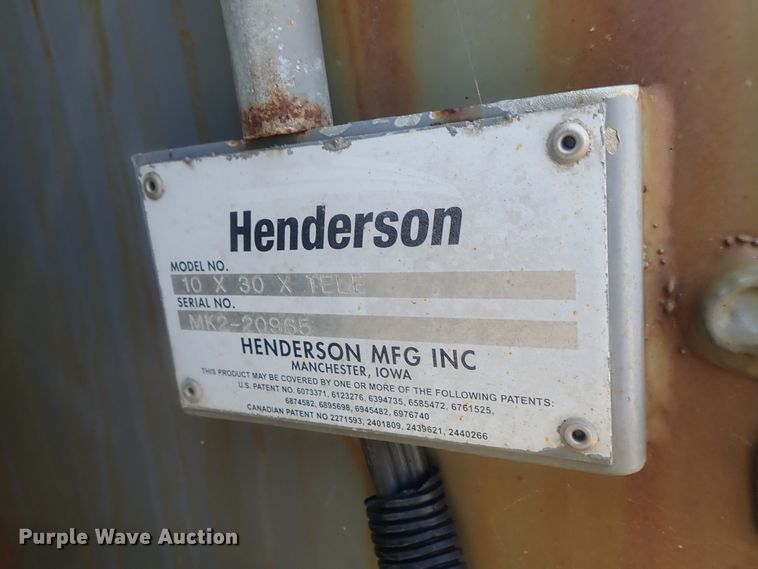 Henderson
MODEL NO.
10 X 30 X TELE
SERIAL NO.
MK2-20965
HENDERSON MFG INC
MANCHESTER, IOWA
THIS PRODUCT MAY BE COVERED BY ONE OR MORE OF THE FOLLOWING PATENTS:
U.S. PATENT NO. 6073371, 6123276, 6394735, 6585472, 6761525,
6874582, 6895698, 6945482, 6976740
CANADIAN PATENT NO 2271593, 2401809, 2439621, 2440266
Purple Wave Auction